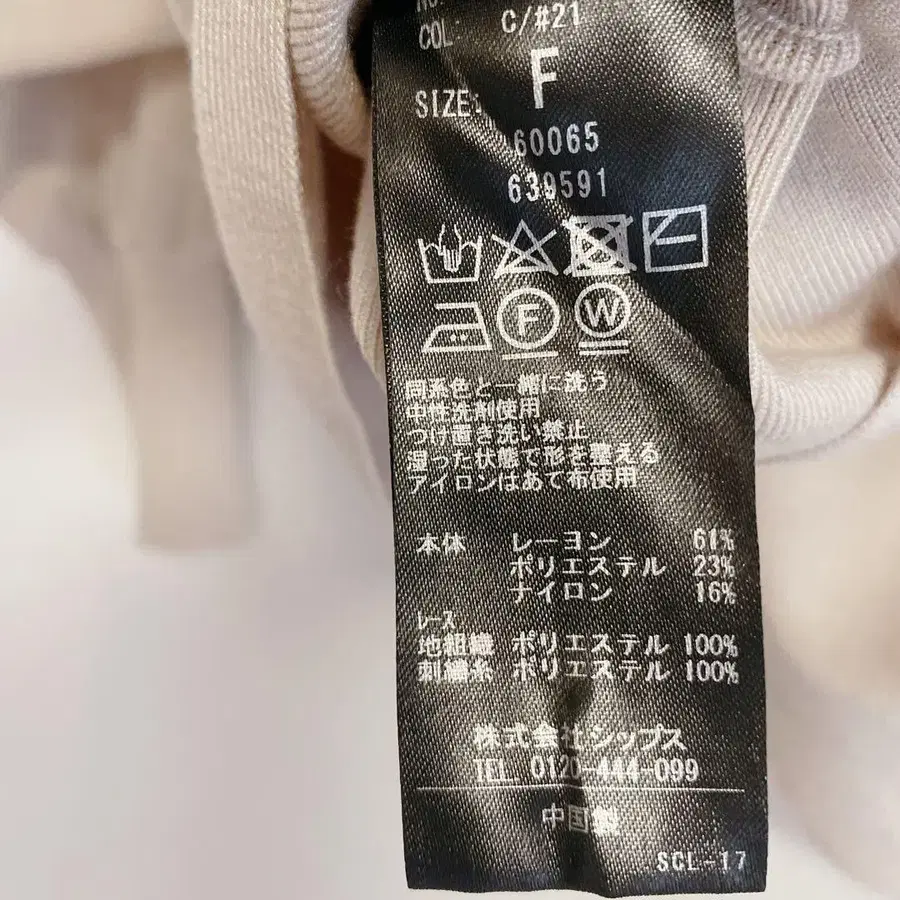 COL C/#21
SIZE: F
60065
639591
F W
同系色と一緒に洗う
中性洗剤使用
つけ置き洗い禁止
湿った状態で形を整える
アイロンはあて布使用
本体 レーヨン 61%
ポリエステル 23%
ナイロン 16%
レース
地組織 ポリエステル 100%
刺繍糸 ポリエステル 100%
株式会社シップス
TEL 0120-444-099
中国製
SCL-17